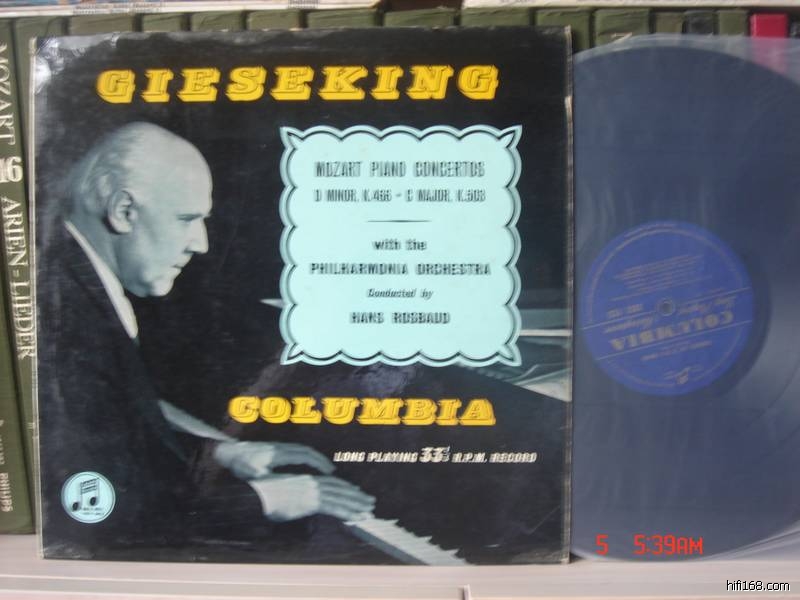 GIESEKING
MOZART PIANO CONCERTOS
D MINOR, K.466 - C MAJOR, K.503
with the
PHILHARMONIA ORCHESTRA
Conducted by
HANS ROSBAUD
COLUMBIA
LONG PLAYING 33⅓ R.P.M. RECORD
MOZART
16
ARIEN-LIEDER
PHILIPS
COLUMBIA
5 5:39AM
hifi168.com